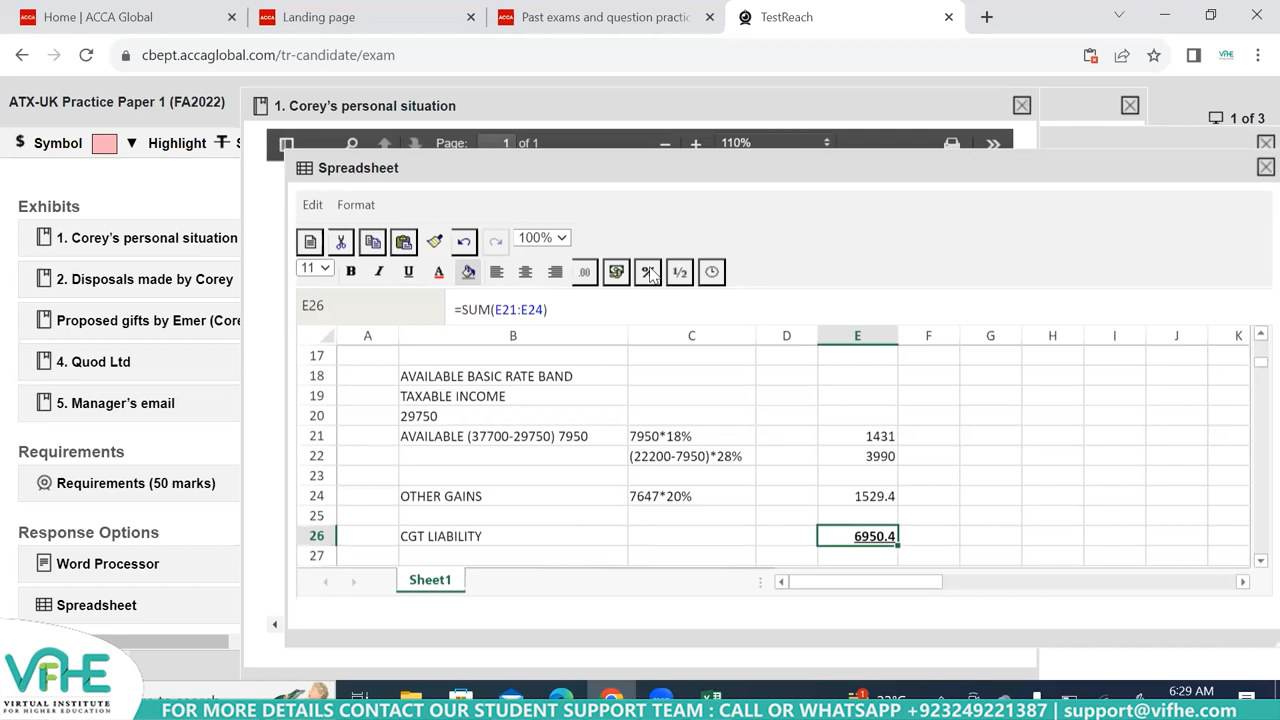 Home | ACCA Global
Landing page
Past exams and question practic
TestReach
cbept.accaglobal.com/tr-candidate/exam
ATX-UK Practice Paper 1 (FA2022)
1. Corey's personal situation
1 of 3
$ Symbol
Highlight
Page:
1 of 1
110%
Spreadsheet
Exhibits
Edit Format
1. Corey's personal situation
100%
11 B I U A
.00 % 1/2
2. Disposals made by Corey
E26
=SUM(E21:E24)
Proposed gifts by Emer (Core
A B C D E F G H I J K
4. Quod Ltd
17
18 AVAILABLE BASIC RATE BAND
19 TAXABLE INCOME
5. Manager's email
20 29750
21 AVAILABLE (37700-29750) 7950 7950*18% 1431
Requirements
22 (22200-7950)*28% 3990
Requirements (50 marks)
23
24 OTHER GAINS 7647*20% 1529.4
25
Response Options
26 CGT LIABILITY 6950.4
27
Word Processor
Sheet1
Spreadsheet
VIFHE
VIRTUAL INSTITUTE
FOR HIGHER EDUCATION
6:29 AM
FOR MORE DETAILS CONTACT OUR STUDENT SUPPORT TEAM : CALL OR WHATSAPP +923249221387 | support@vifhe.com